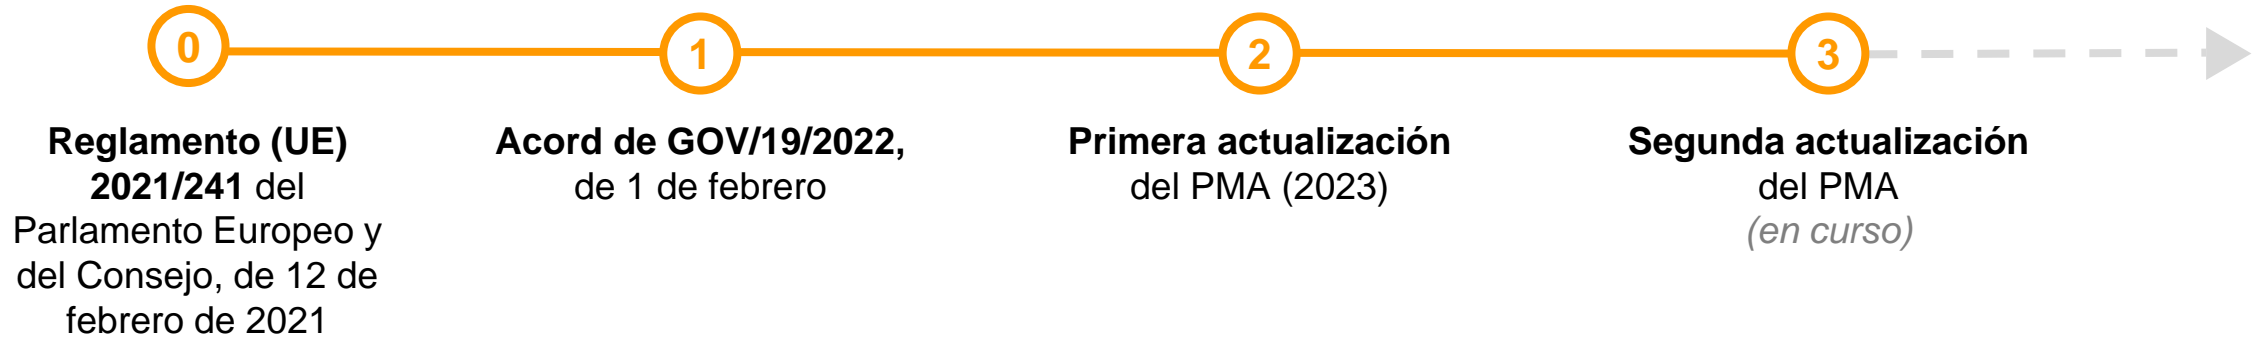 0
1
2
3
Reglamento (UE)
2021/241 del
Parlamento Europeo y
del Consejo, de 12 de
febrero de 2021
Acord de GOV/19/2022,
de 1 de febrero
Primera actualización
del PMA (2023)
Segunda actualización
del PMA
(en curso)